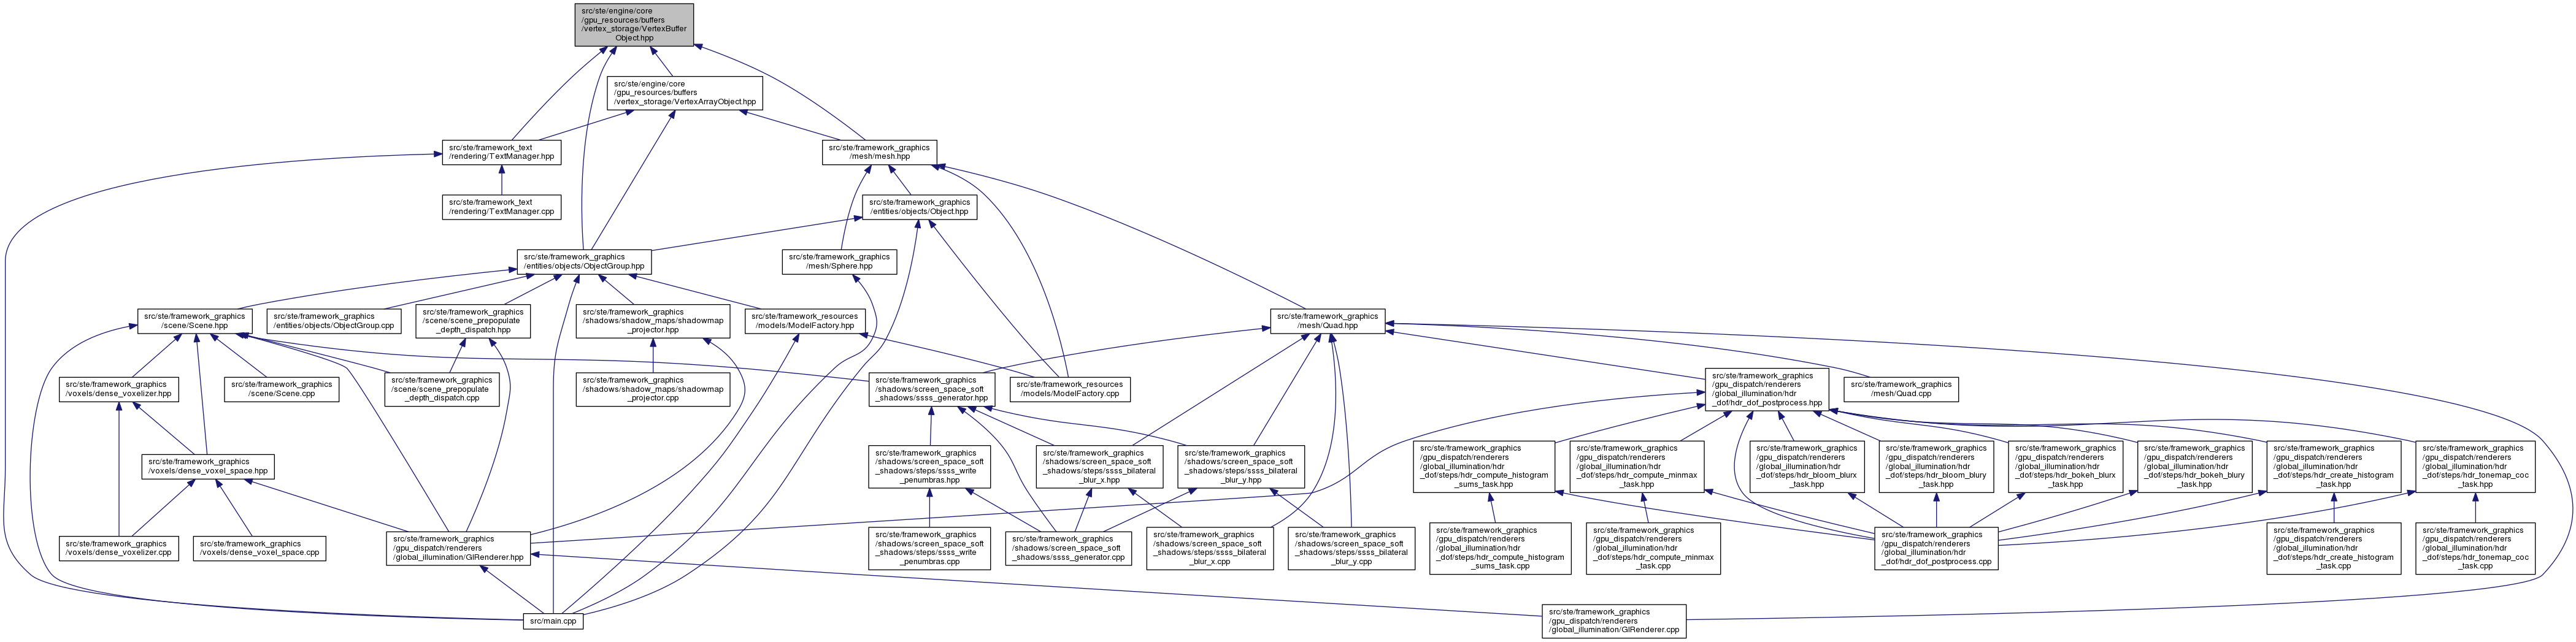 src/ste/engine/core
/gpu_resources/buffers
/vertex_storage/VertexBuffer
Object.hpp
src/ste/engine/core
/gpu_resources/buffers
/vertex_storage/VertexArrayObject.hpp
src/ste/framework_text
/rendering/TextManager.hpp
src/ste/framework_graphics
/mesh/mesh.hpp
src/ste/framework_text
/rendering/TextManager.cpp
src/ste/framework_graphics
/entities/objects/Object.hpp
src/ste/framework_graphics
/entities/objects/ObjectGroup.hpp
src/ste/framework_graphics
/mesh/Sphere.hpp
src/ste/framework_graphics
/scene/Scene.hpp
src/ste/framework_graphics
/entities/objects/ObjectGroup.cpp
src/ste/framework_graphics
/scene/scene_prepopulate
_depth_dispatch.hpp
src/ste/framework_graphics
/shadows/shadow_maps/shadowmap
_projector.hpp
src/ste/framework_resources
/models/ModelFactory.hpp
src/ste/framework_graphics
/mesh/Quad.hpp
src/ste/framework_graphics
/voxels/dense_voxelizer.hpp
src/ste/framework_graphics
/scene/Scene.cpp
src/ste/framework_graphics
/scene/scene_prepopulate
_depth_dispatch.cpp
src/ste/framework_graphics
/shadows/shadow_maps/shadowmap
_projector.cpp
src/ste/framework_graphics
/shadows/screen_space_soft
_shadows/ssss_generator.hpp
src/ste/framework_resources
/models/ModelFactory.cpp
src/ste/framework_graphics
/gpu_dispatch/renderers
/global_illumination/hdr
_dof/hdr_dof_postprocess.hpp
src/ste/framework_graphics
/mesh/Quad.cpp
src/ste/framework_graphics
/voxels/dense_voxel_space.hpp
src/ste/framework_graphics
/shadows/screen_space_soft
_shadows/steps/ssss_write
_penumbras.hpp
src/ste/framework_graphics
/shadows/screen_space_soft
_shadows/steps/ssss_bilateral
_blur_x.hpp
src/ste/framework_graphics
/shadows/screen_space_soft
_shadows/steps/ssss_bilateral
_blur_y.hpp
src/ste/framework_graphics
/gpu_dispatch/renderers
/global_illumination/hdr
_dof/steps/hdr_compute_histogram
_sums_task.hpp
src/ste/framework_graphics
/gpu_dispatch/renderers
/global_illumination/hdr
_dof/steps/hdr_compute_minmax
_task.hpp
src/ste/framework_graphics
/gpu_dispatch/renderers
/global_illumination/hdr
_dof/steps/hdr_bloom_blurx
_task.hpp
src/ste/framework_graphics
/gpu_dispatch/renderers
/global_illumination/hdr
_dof/steps/hdr_bloom_blury
_task.hpp
src/ste/framework_graphics
/gpu_dispatch/renderers
/global_illumination/hdr
_dof/steps/hdr_bokeh_blurx
_task.hpp
src/ste/framework_graphics
/gpu_dispatch/renderers
/global_illumination/hdr
_dof/steps/hdr_bokeh_blury
_task.hpp
src/ste/framework_graphics
/gpu_dispatch/renderers
/global_illumination/hdr
_dof/steps/hdr_create_histogram
_task.hpp
src/ste/framework_graphics
/gpu_dispatch/renderers
/global_illumination/hdr
_dof/steps/hdr_tonemap_coc
_task.hpp
src/ste/framework_graphics
/voxels/dense_voxelizer.cpp
src/ste/framework_graphics
/voxels/dense_voxel_space.cpp
src/ste/framework_graphics
/gpu_dispatch/renderers
/global_illumination/GIRenderer.hpp
src/ste/framework_graphics
/shadows/screen_space_soft
_shadows/steps/ssss_write
_penumbras.cpp
src/ste/framework_graphics
/shadows/screen_space_soft
_shadows/ssss_generator.cpp
src/ste/framework_graphics
/shadows/screen_space_soft
_shadows/steps/ssss_bilateral
_blur_x.cpp
src/ste/framework_graphics
/shadows/screen_space_soft
_shadows/steps/ssss_bilateral
_blur_y.cpp
src/ste/framework_graphics
/gpu_dispatch/renderers
/global_illumination/hdr
_dof/steps/hdr_compute_histogram
_sums_task.cpp
src/ste/framework_graphics
/gpu_dispatch/renderers
/global_illumination/hdr
_dof/steps/hdr_compute_minmax
_task.cpp
src/ste/framework_graphics
/gpu_dispatch/renderers
/global_illumination/hdr
_dof/hdr_dof_postprocess.cpp
src/ste/framework_graphics
/gpu_dispatch/renderers
/global_illumination/hdr
_dof/steps/hdr_create_histogram
_task.cpp
src/ste/framework_graphics
/gpu_dispatch/renderers
/global_illumination/hdr
_dof/steps/hdr_tonemap_coc
_task.cpp
src/main.cpp
src/ste/framework_graphics
/gpu_dispatch/renderers
/global_illumination/GIRenderer.cpp